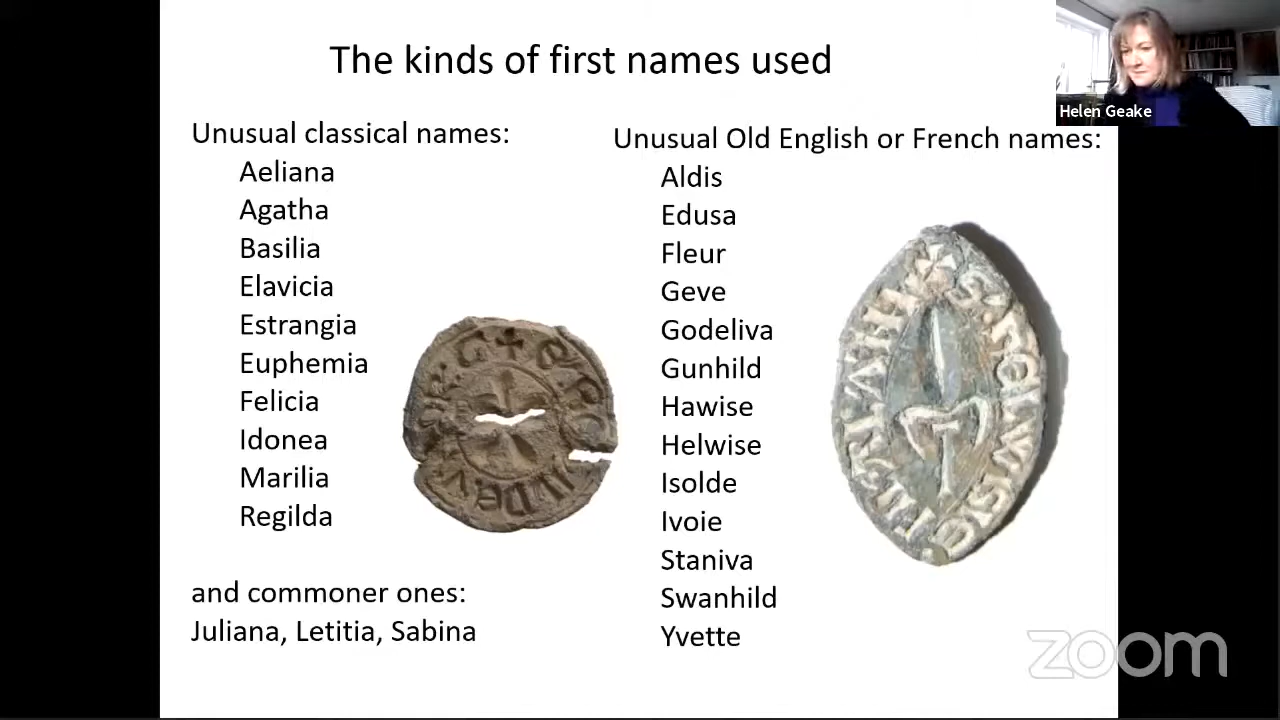 The kinds of first names used
Helen Geake
Unusual classical names:
Aeliana
Agatha
Basilia
Elavicia
Estrangia
Euphemia
Felicia
Idonea
Marilia
Regilda
and commoner ones:
Juliana, Letitia, Sabina
Unusual Old English or French names:
Aldis
Edusa
Fleur
Geve
Godeliva
Gunhild
Hawise
Helwise
Isolde
Ivoie
Staniva
Swanhild
Yvette
zoom